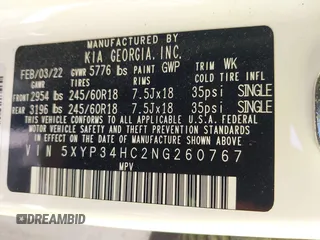 MANUFACTURED BY
KIA GEORGIA, INC.
FEB/03/22 GVWR 5776 lbs PAINT GWP TRIM WK
GAWR COLD TIRE INFL
FRONT 2954 lbs 245/60R18 7.5Jx18 35psi SINGLE
REAR 3196 lbs 245/60R18 7.5Jx18 35psi SINGLE
THIS VEHICLE CONFORMS TO ALL APPLICABLE U.S.A FEDERAL
MOTOR VEHICLE SAFETY, BUMPER, AND THEFT PREVENTION
STANDARDS IN EFFECT ON THE DATE OF MANUFACTURE SHOWN ABOVE.
VIN 5XYP34HC2NG260767
MPV
DREAMBID